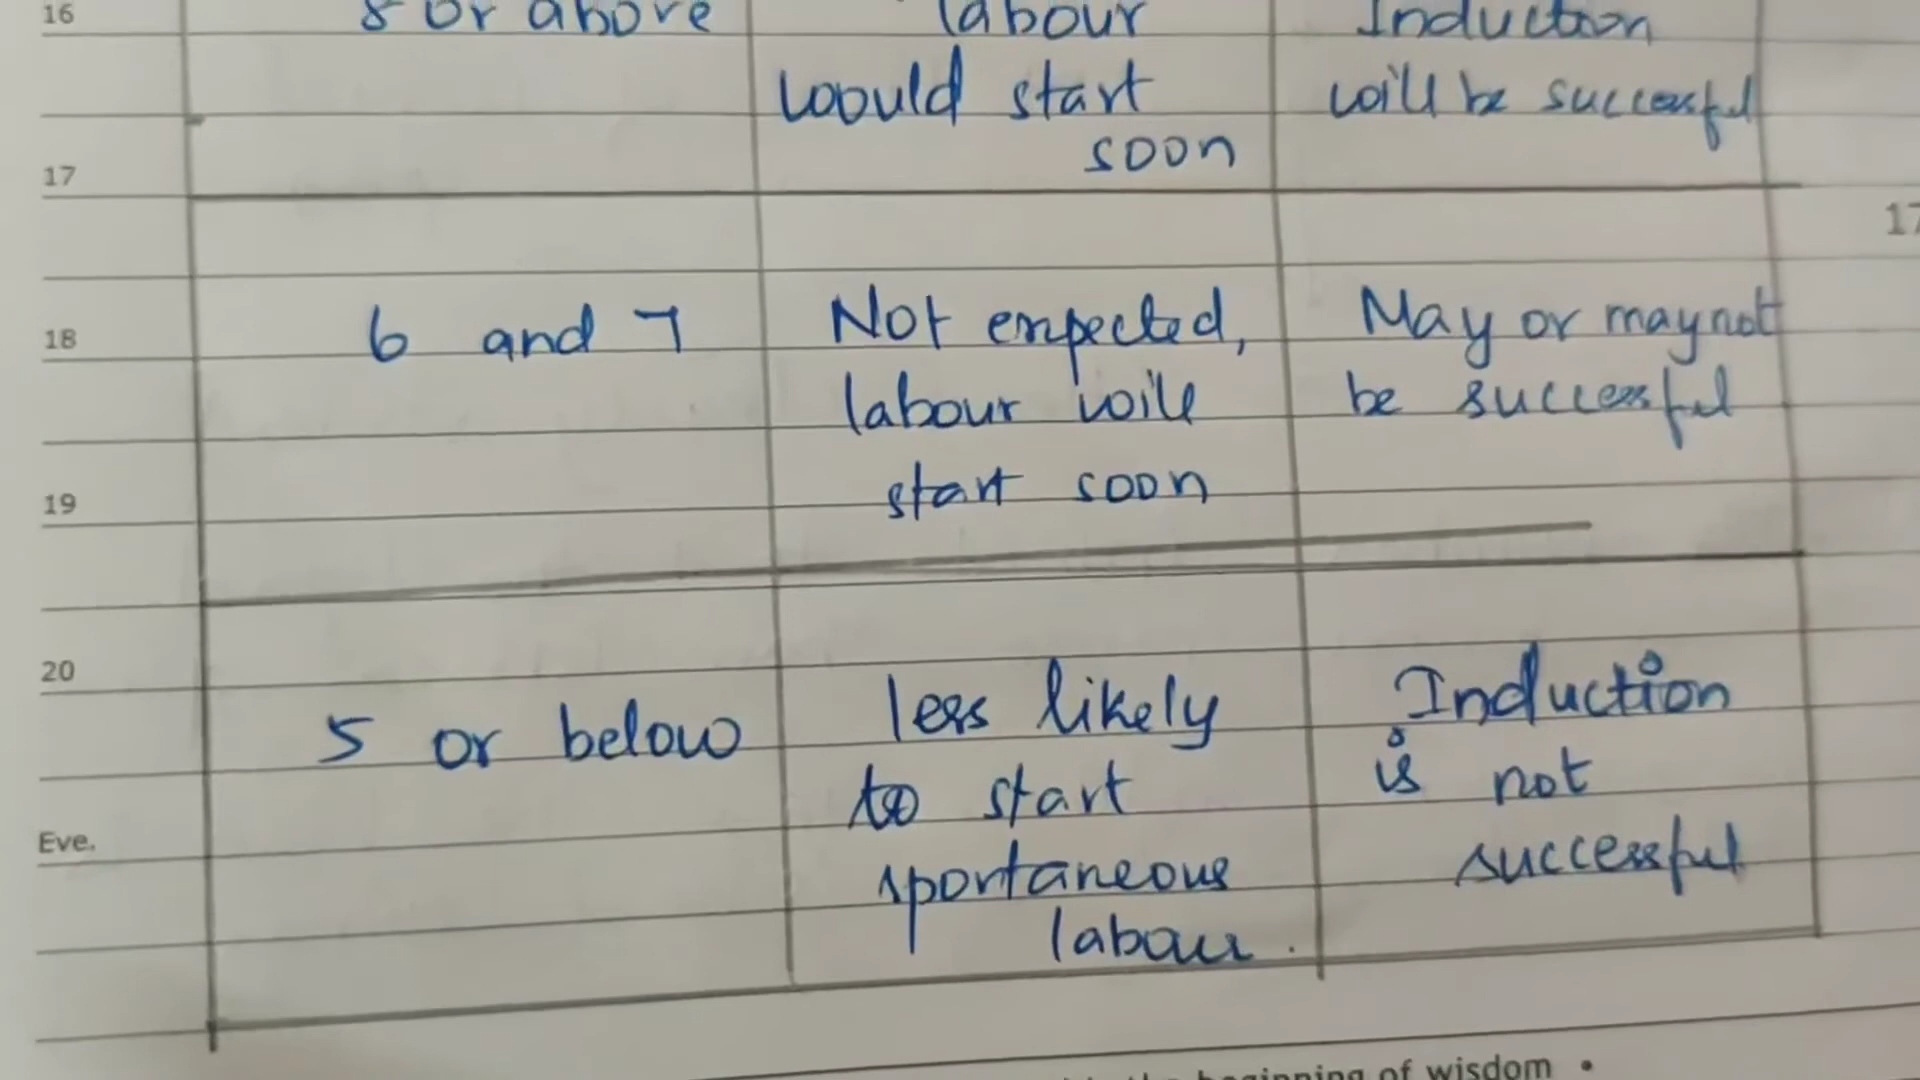 16
8 or above
labour
Induction
would start
will be successful
soon
17
17
18
6 and 7
Not expected,
May or may not
labour will
be successful
start soon
19
20
5 or below
less likely
Induction
to start
is not
Eve.
spontaneous
successful
labour.
beginning of wisdom •